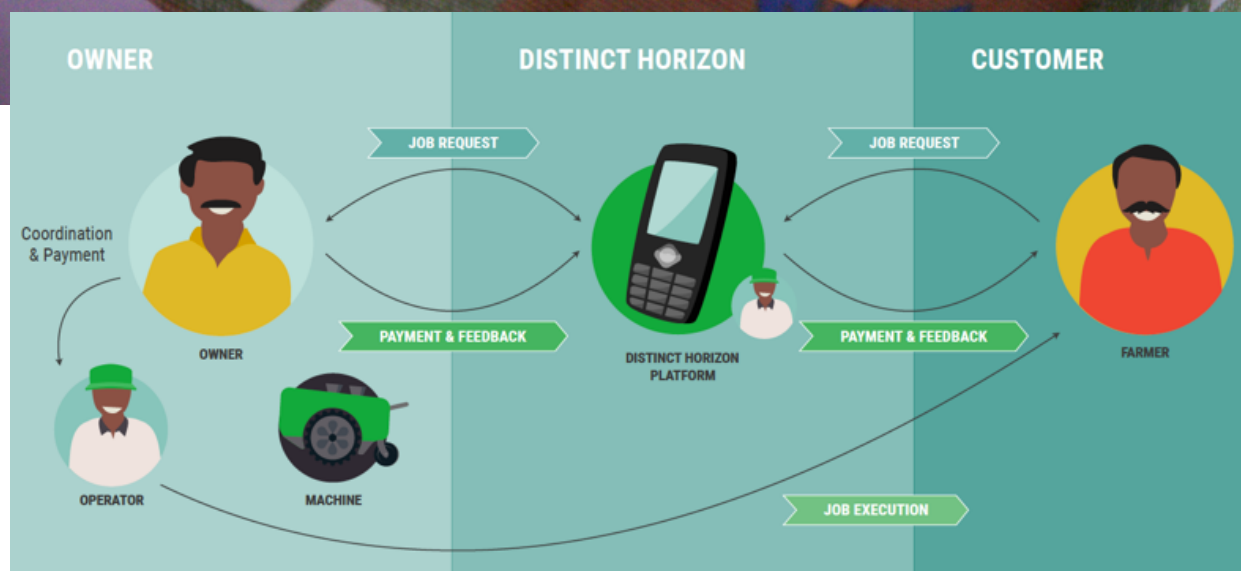 OWNER
DISTINCT HORIZON
CUSTOMER
JOB REQUEST
JOB REQUEST
Coordination
& Payment
OWNER
PAYMENT & FEEDBACK
DISTINCT HORIZON
PLATFORM
PAYMENT & FEEDBACK
FARMER
OPERATOR
MACHINE
JOB EXECUTION